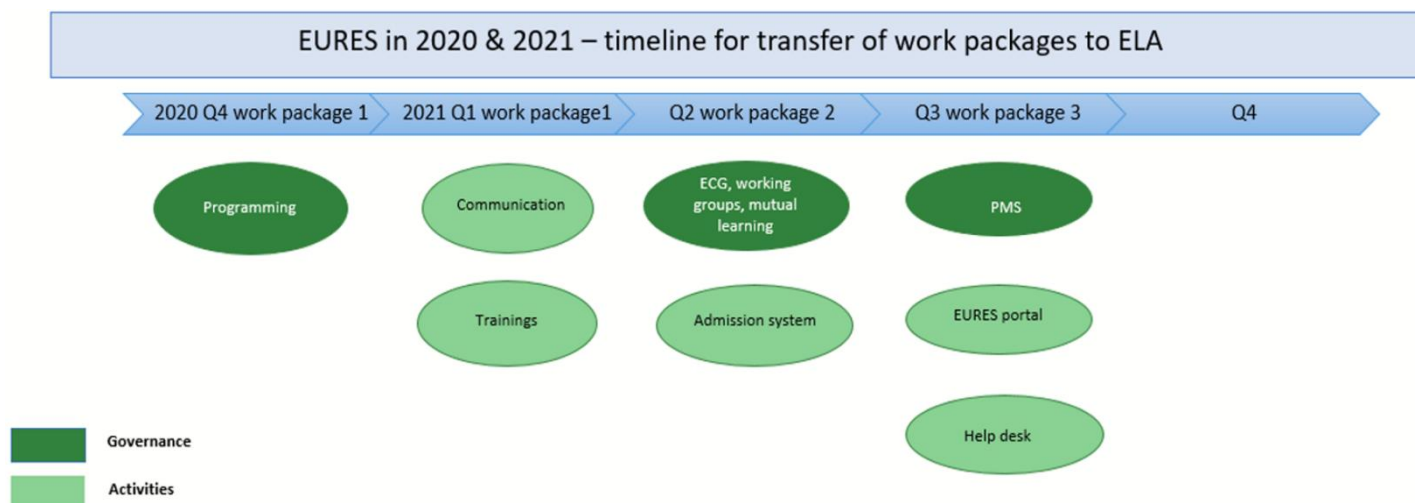 EURES in 2020 & 2021 – timeline for transfer of work packages to ELA
2020 Q4 work package 1
2021 Q1 work package1
Q2 work package 2
Q3 work package 3
Q4
Programming
Communication
ECG, working
groups, mutual
learning
PMS
Trainings
Admission system
EURES portal
Help desk
Governance
Activities